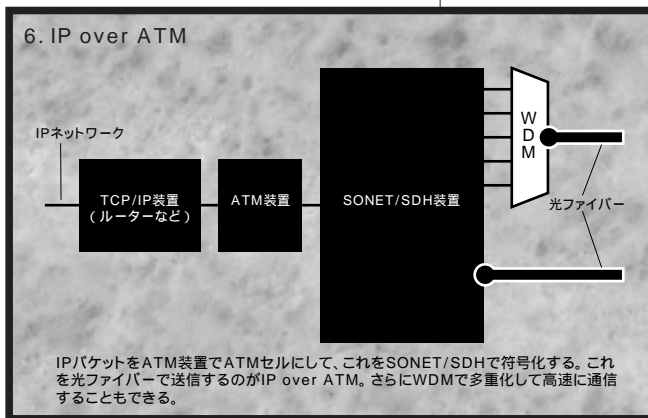 6. IP over ATM
IPネットワーク
TCP/IP装置
(ルーターなど)
ATM装置
SONET/SDH装置
WDM
光ファイバー
IPパケットをATM装置でATMセルにして、これをSONET/SDHで符号化する。これ
を光ファイバーで送信するのがIP over ATM。さらにWDMで多重化して高速に通信
することもできる。